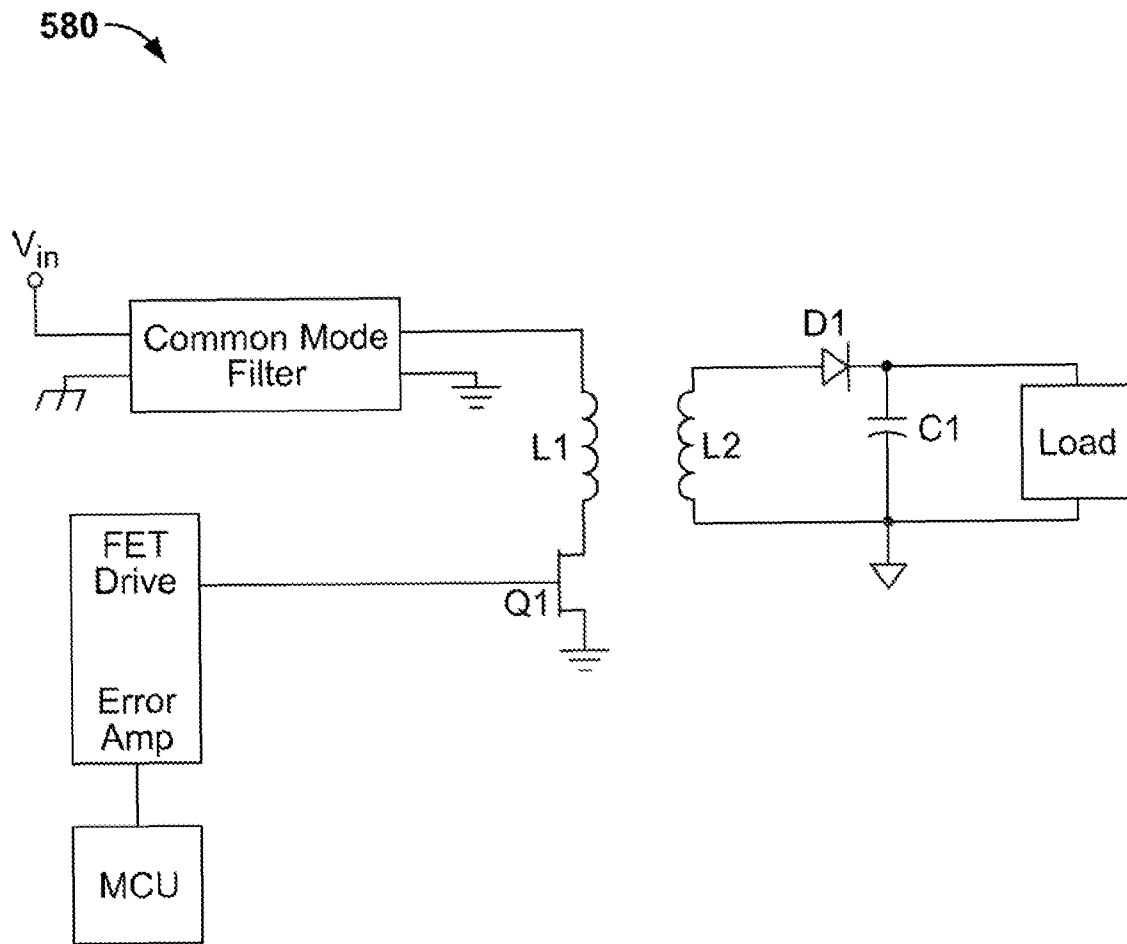 580
Vin
Common Mode
Filter
D1
L1
L2
C1
Load
FET
Drive
Q1
Error
Amp
MCU